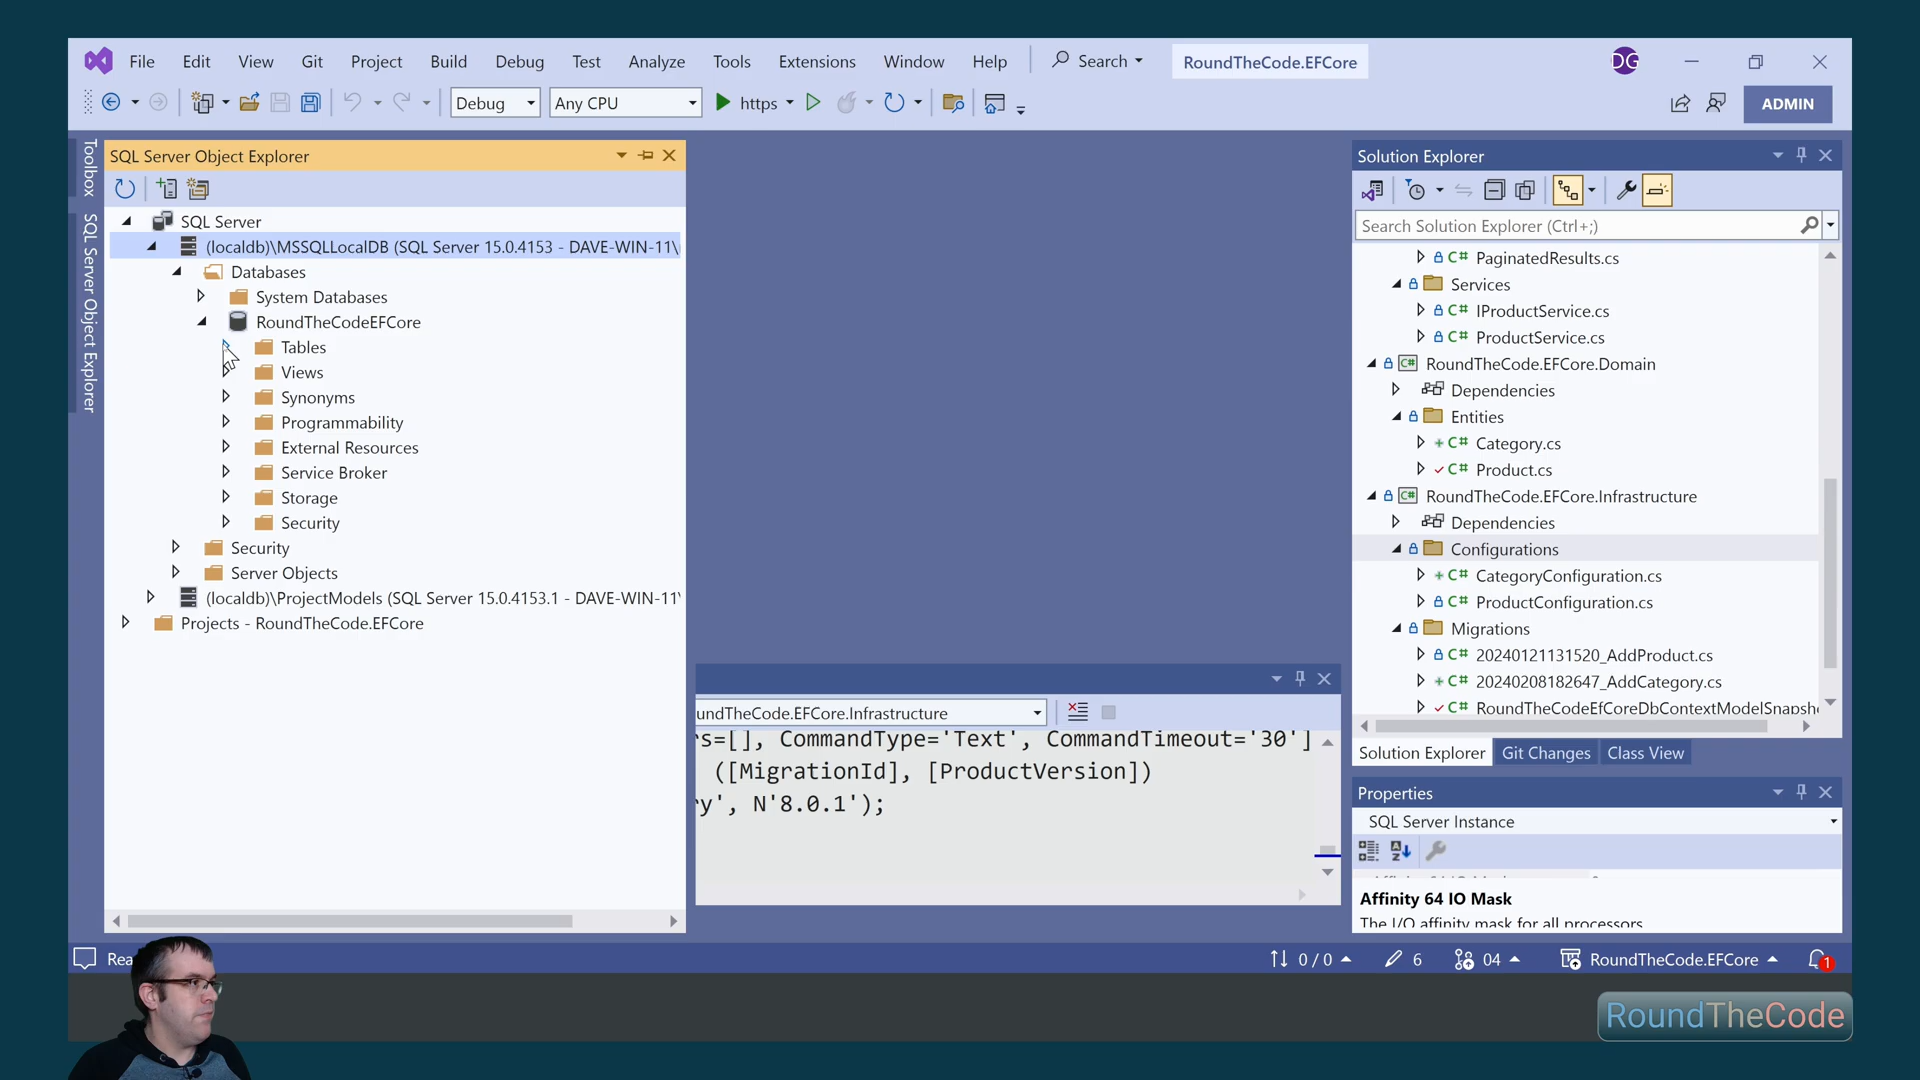 File Edit View Git Project Build Debug Test Analyze Tools Extensions Window Help Search RoundTheCode.EFCore DG
Debug Any CPU https ADMIN
Toolbox
SQL Server Object Explorer
SQL Server Object Explorer
SQL Server
(localdb)\MSSQLLocalDB (SQL Server 15.0.4153 - DAVE-WIN-11\
Databases
System Databases
RoundTheCodeEFCore
Tables
Views
Synonyms
Programmability
External Resources
Service Broker
Storage
Security
Security
Server Objects
(localdb)\ProjectModels (SQL Server 15.0.4153.1 - DAVE-WIN-11\
Projects - RoundTheCode.EFCore
undTheCode.EFCore.Infrastructure
rs=[], CommandType='Text', CommandTimeout='30']
([MigrationId], [ProductVersion])
ry', N'8.0.1');
Solution Explorer
Search Solution Explorer (Ctrl+;)
C# PaginatedResults.cs
Services
C# IProductService.cs
C# ProductService.cs
C# RoundTheCode.EFCore.Domain
Dependencies
Entities
+ C# Category.cs
C# Product.cs
C# RoundTheCode.EFCore.Infrastructure
Dependencies
Configurations
+ C# CategoryConfiguration.cs
C# ProductConfiguration.cs
Migrations
C# 20240121131520_AddProduct.cs
+ C# 20240208182647_AddCategory.cs
C# RoundTheCodeEfCoreDbContextModelSnapsh
Solution Explorer Git Changes Class View
Properties
SQL Server Instance
Affinity 64 IO Mask
The I/O affinity mask for all processors
Rea
0 / 0 6 04 RoundTheCode.EFCore 1
RoundTheCode